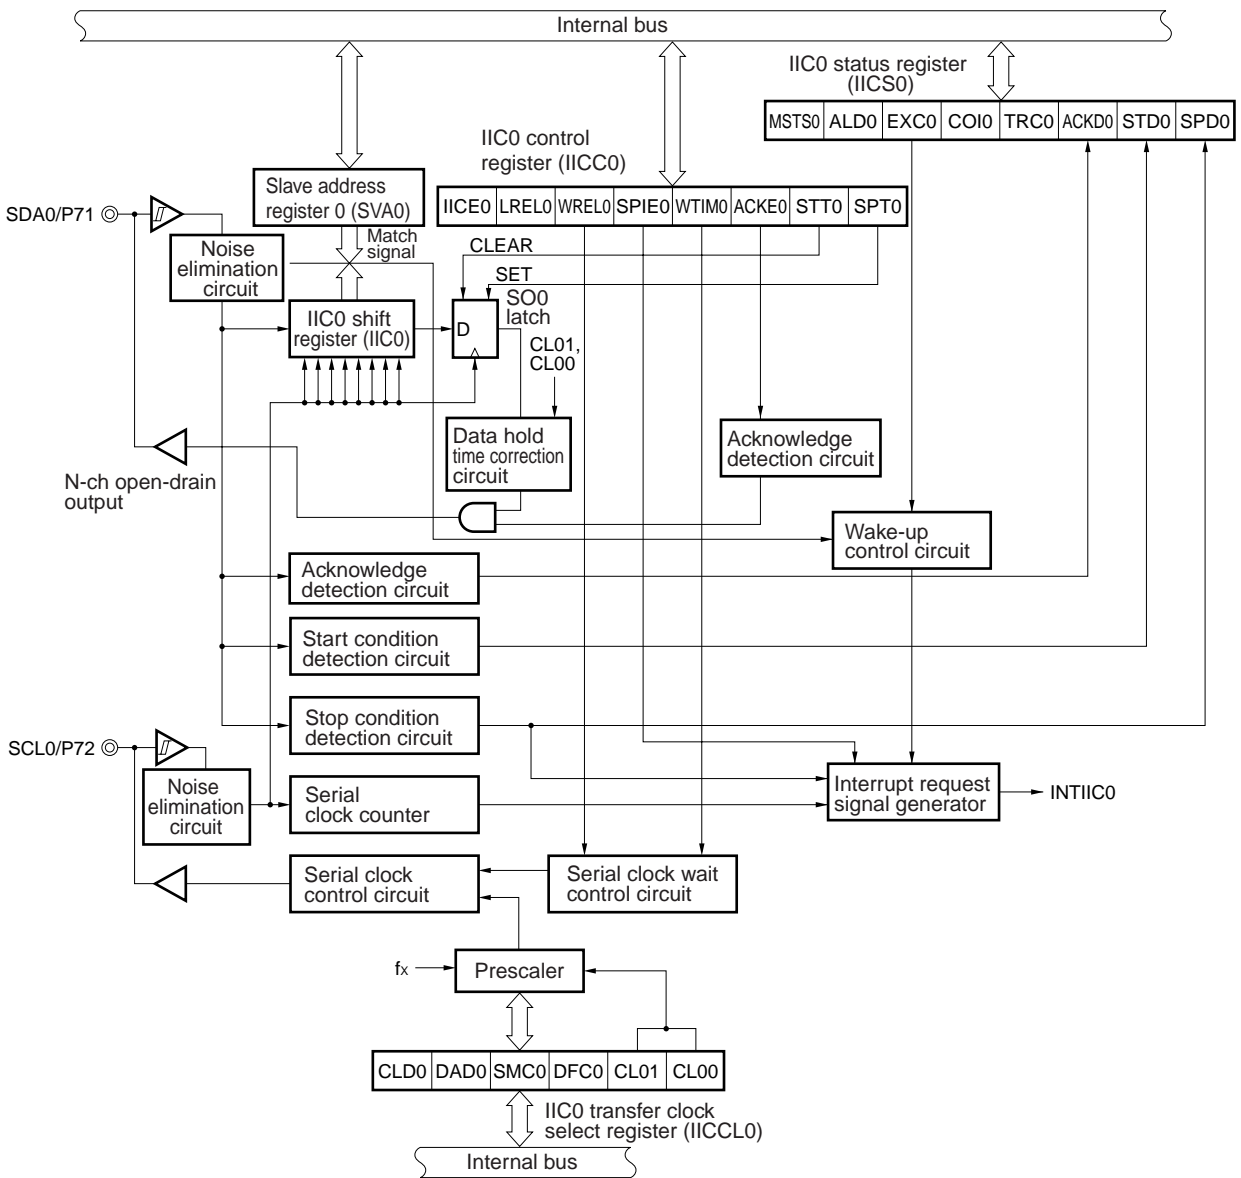 Internal bus
IIC0 status register
(IICS0)
MSTS0 ALD0 EXC0 COI0 TRC0 ACKD0 STD0 SPD0
IIC0 control
register (IICC0)
Slave address
register 0 (SVA0)
IICE0 LREL0 WREL0 SPIE0 WTIM0 ACKE0 STT0 SPT0
SDA0/P71
Noise
elimination
circuit
Match
signal
CLEAR
SET
SO0
latch
IIC0 shift
register (IIC0)
D
CL01,
CL00
Data hold
time correction
circuit
Acknowledge
detection circuit
N-ch open-drain
output
Wake-up
control circuit
Acknowledge
detection circuit
Start condition
detection circuit
Stop condition
detection circuit
SCL0/P72
Noise
elimination
circuit
Serial
clock counter
Interrupt request
signal generator
INTIIC0
Serial clock
control circuit
Serial clock wait
control circuit
fX
Prescaler
CLD0 DAD0 SMC0 DFC0 CL01 CL00
IIC0 transfer clock
select register (IICCL0)
Internal bus